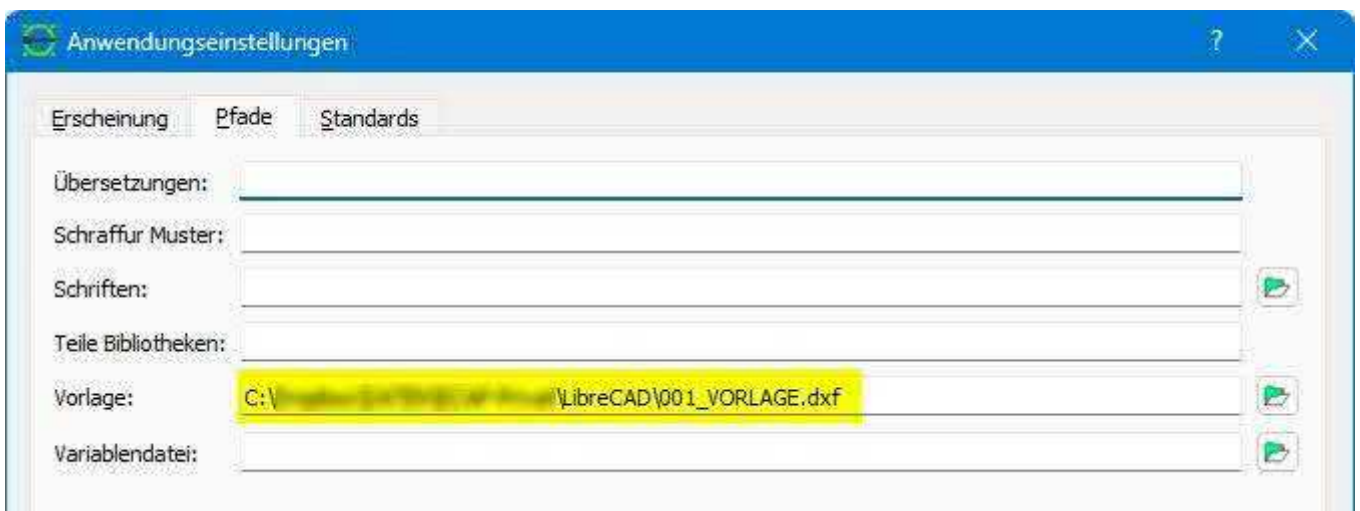 Anwendungseinstellungen ? ×
Erscheinung Pfade Standards
Übersetzungen:
Schraffur Muster:
Schriften:
Teile Bibliotheken:
Vorlage: C:\ \LibreCAD\001_VORLAGE.dxf
Variablendatei: